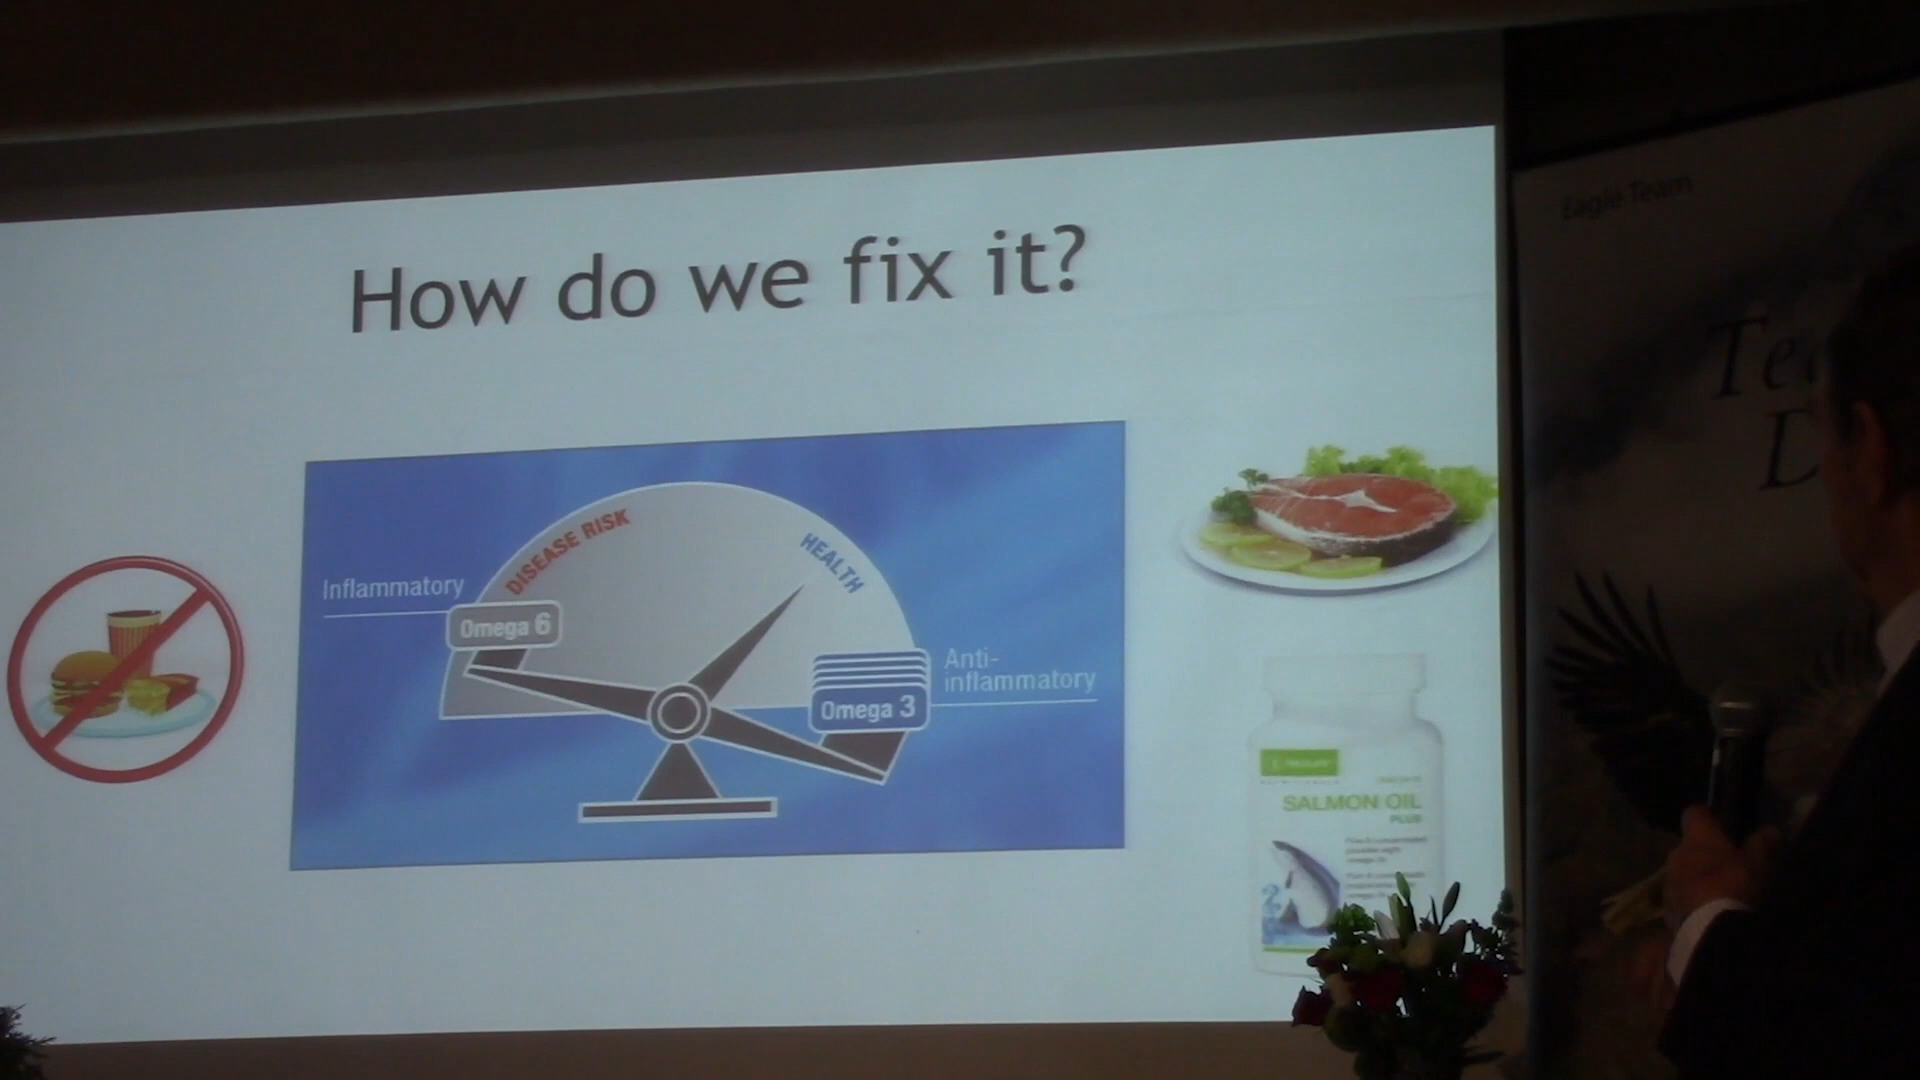 How do we fix it?
DISEASE RISK
HEALTH
Inflammatory
Omega 6
Anti-
inflammatory
Omega 3
SALMON OIL
PLUS
Eagle Team